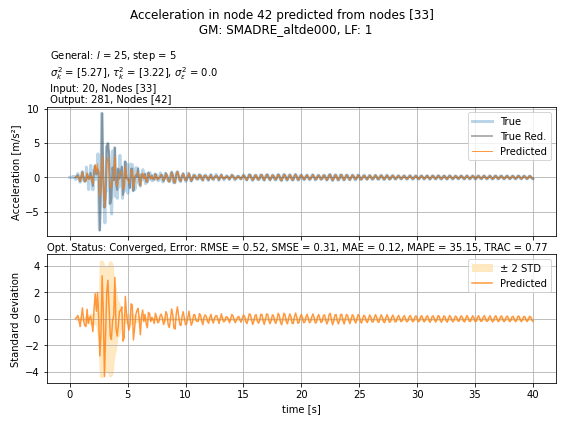 Acceleration in node 42 predicted from nodes [33]
GM: SMADRE_altde000, LF: 1
General: l = 25, step = 5
σ²ₖ = [5.27], τ²ₖ = [3.22], σ²ε = 0.0
Input: 20, Nodes [33]
Output: 281, Nodes [42]
10
5
0
−5
Acceleration [m/s²]
True
True Red.
Predicted
Opt. Status: Converged, Error: RMSE = 0.52, SMSE = 0.31, MAE = 0.12, MAPE = 35.15, TRAC = 0.77
4
2
0
−2
−4
Standard deviation
± 2 STD
Predicted
0 5 10 15 20 25 30 35 40
time [s]